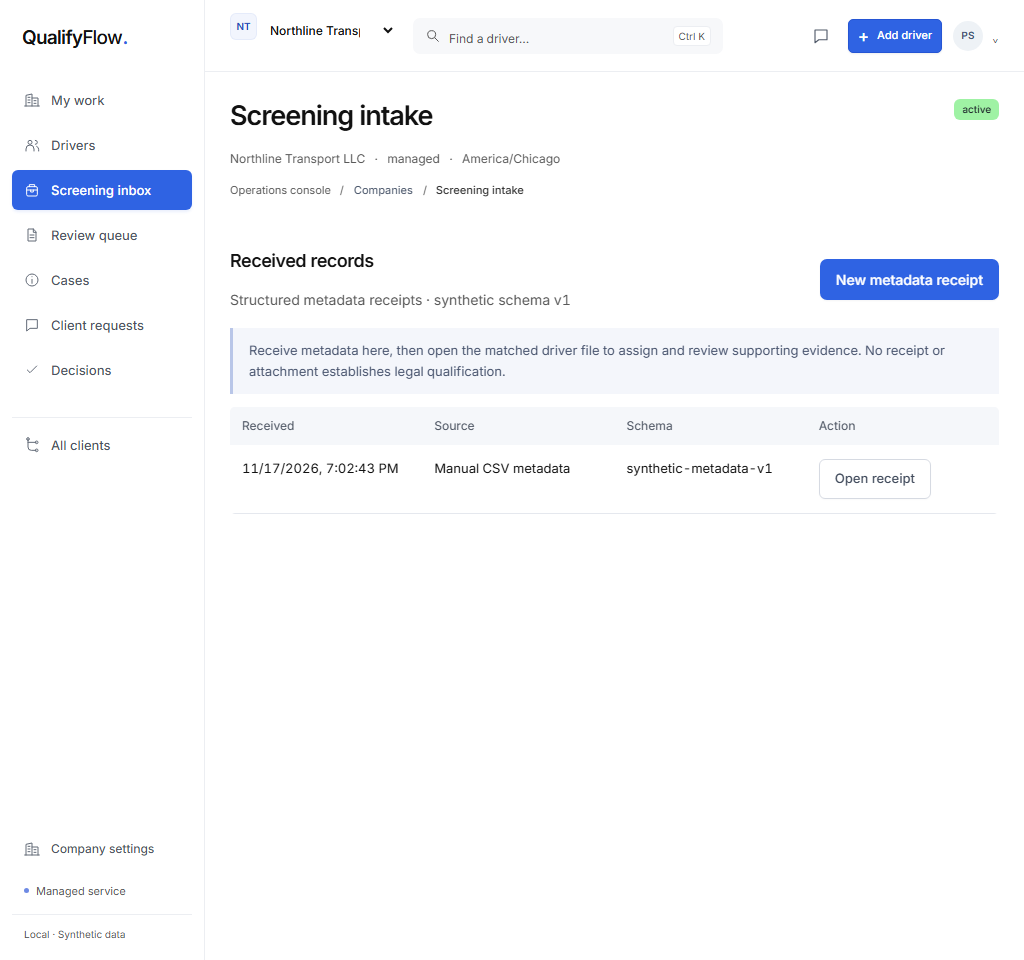 QualifyFlow.
NT
Northline Trans
Find a driver...
Ctrl K
+ Add driver
PS
My work
Drivers
Screening inbox
Review queue
Cases
Client requests
Decisions
All clients
Company settings
Managed service
Local · Synthetic data
Screening intake
active
Northline Transport LLC · managed · America/Chicago
Operations console / Companies / Screening intake
Received records
Structured metadata receipts · synthetic schema v1
New metadata receipt
Receive metadata here, then open the matched driver file to assign and review supporting evidence. No receipt or
attachment establishes legal qualification.
Received Source Schema Action
11/17/2026, 7:02:43 PM Manual CSV metadata synthetic-metadata-v1 Open receipt